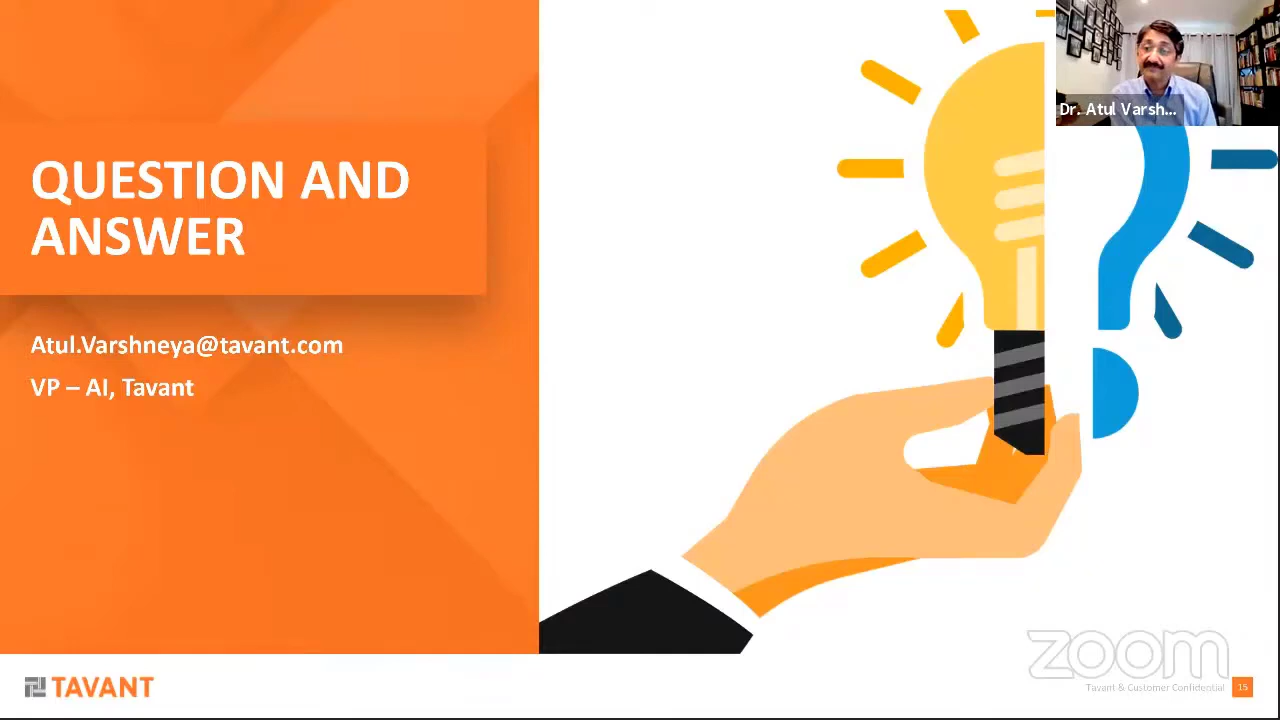 QUESTION AND
ANSWER
Atul.Varshneya@tavant.com
VP – AI, Tavant
Dr. Atul Varsh...
TAVANT
zoom
Tavant & Customer Confidential
15